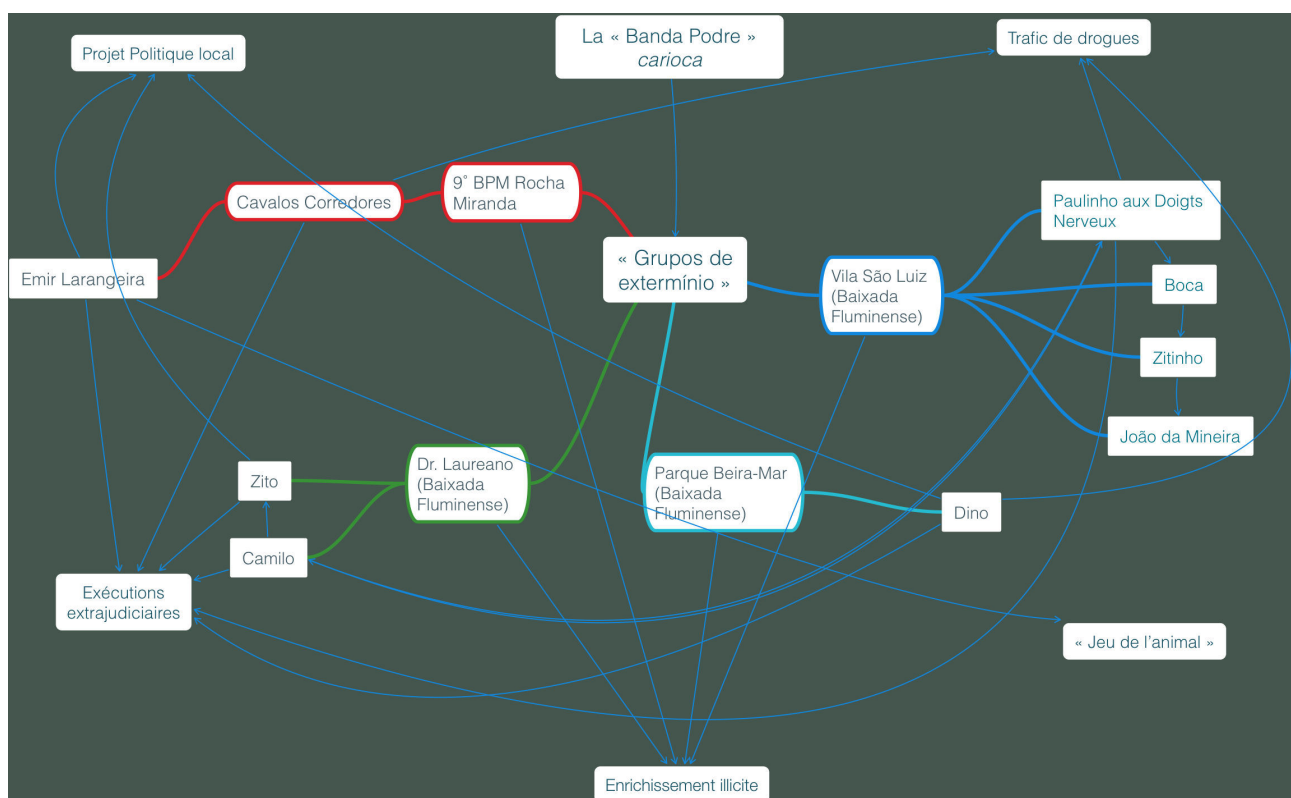 La « Banda Podre »
carioca
Projet Politique local
Trafic de drogues
9° BPM Rocha
Miranda
Cavalos Corredores
Paulinho aux Doigts
Nerveux
« Grupos de
extermínio »
Vila São Luiz
(Baixada
Fluminense)
Emir Larangeira
Boca
Zitinho
João da Mineira
Dr. Laureano
(Baixada
Fluminense)
Parque Beira-Mar
(Baixada
Fluminense)
Zito
Dino
Camilo
Exécutions
extrajudiciaires
« Jeu de l’animal »
Enrichissement illicite